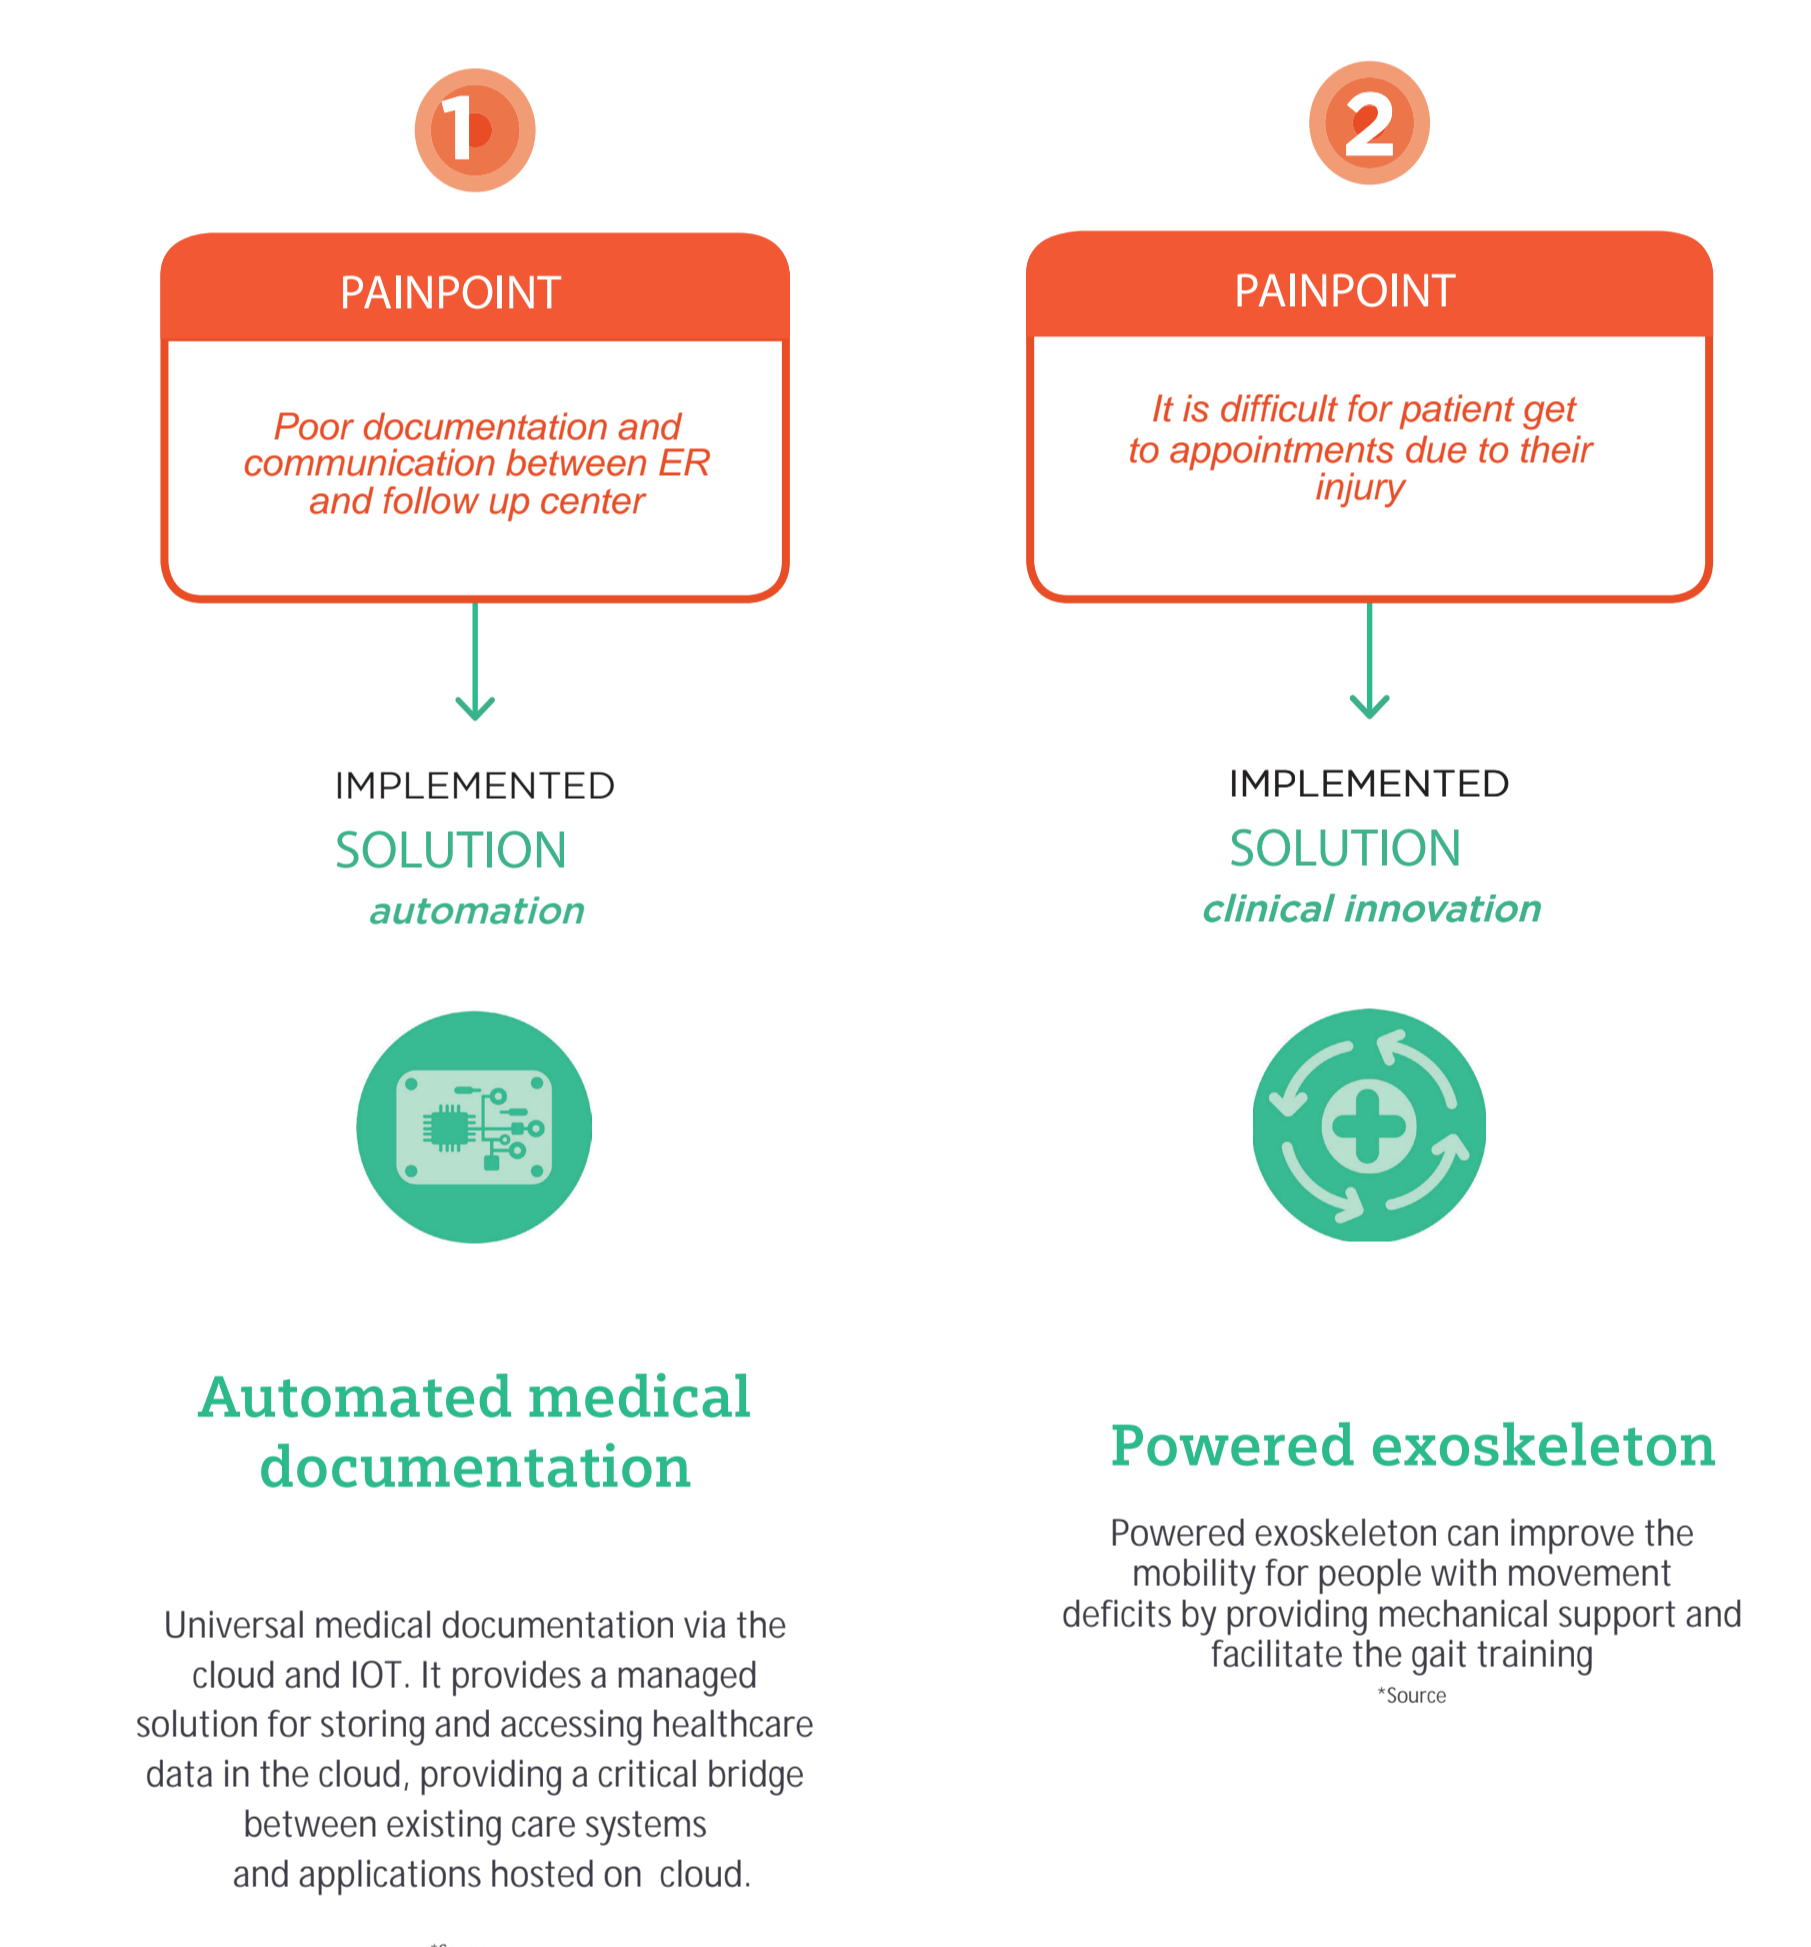 1
PAINPOINT
Poor documentation and
communication between ER
and follow up center
IMPLEMENTED
SOLUTION
automation
Automated medical
documentation
Universal medical documentation via the
cloud and IOT. It provides a managed
solution for storing and accessing healthcare
data in the cloud, providing a critical bridge
between existing care systems
and applications hosted on cloud.
2
PAINPOINT
It is difficult for patient get
to appointments due to their
injury
IMPLEMENTED
SOLUTION
clinical innovation
Powered exoskeleton
Powered exoskeleton can improve the
mobility for people with movement
deficits by providing mechanical support and
facilitate the gait training
*Source